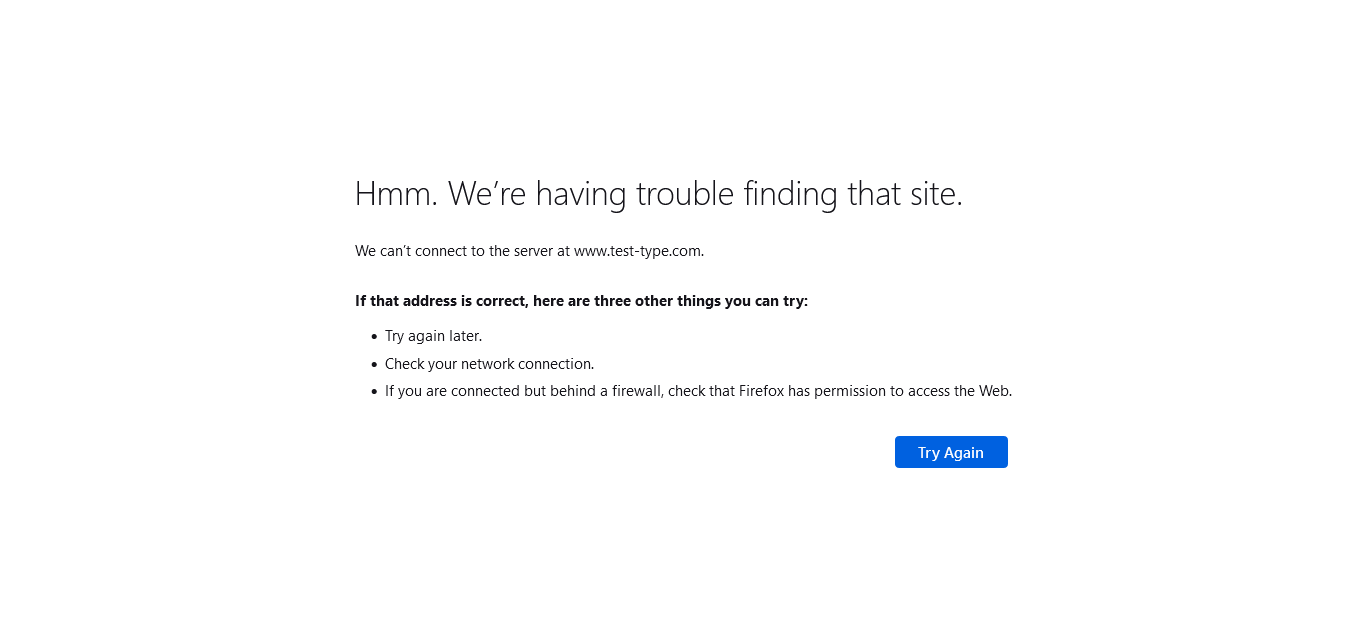 Hmm. We’re having trouble finding that site.
We can’t connect to the server at www.test-type.com.
If that address is correct, here are three other things you can try:
• Try again later.
• Check your network connection.
• If you are connected but behind a firewall, check that Firefox has permission to access the Web.
Try Again